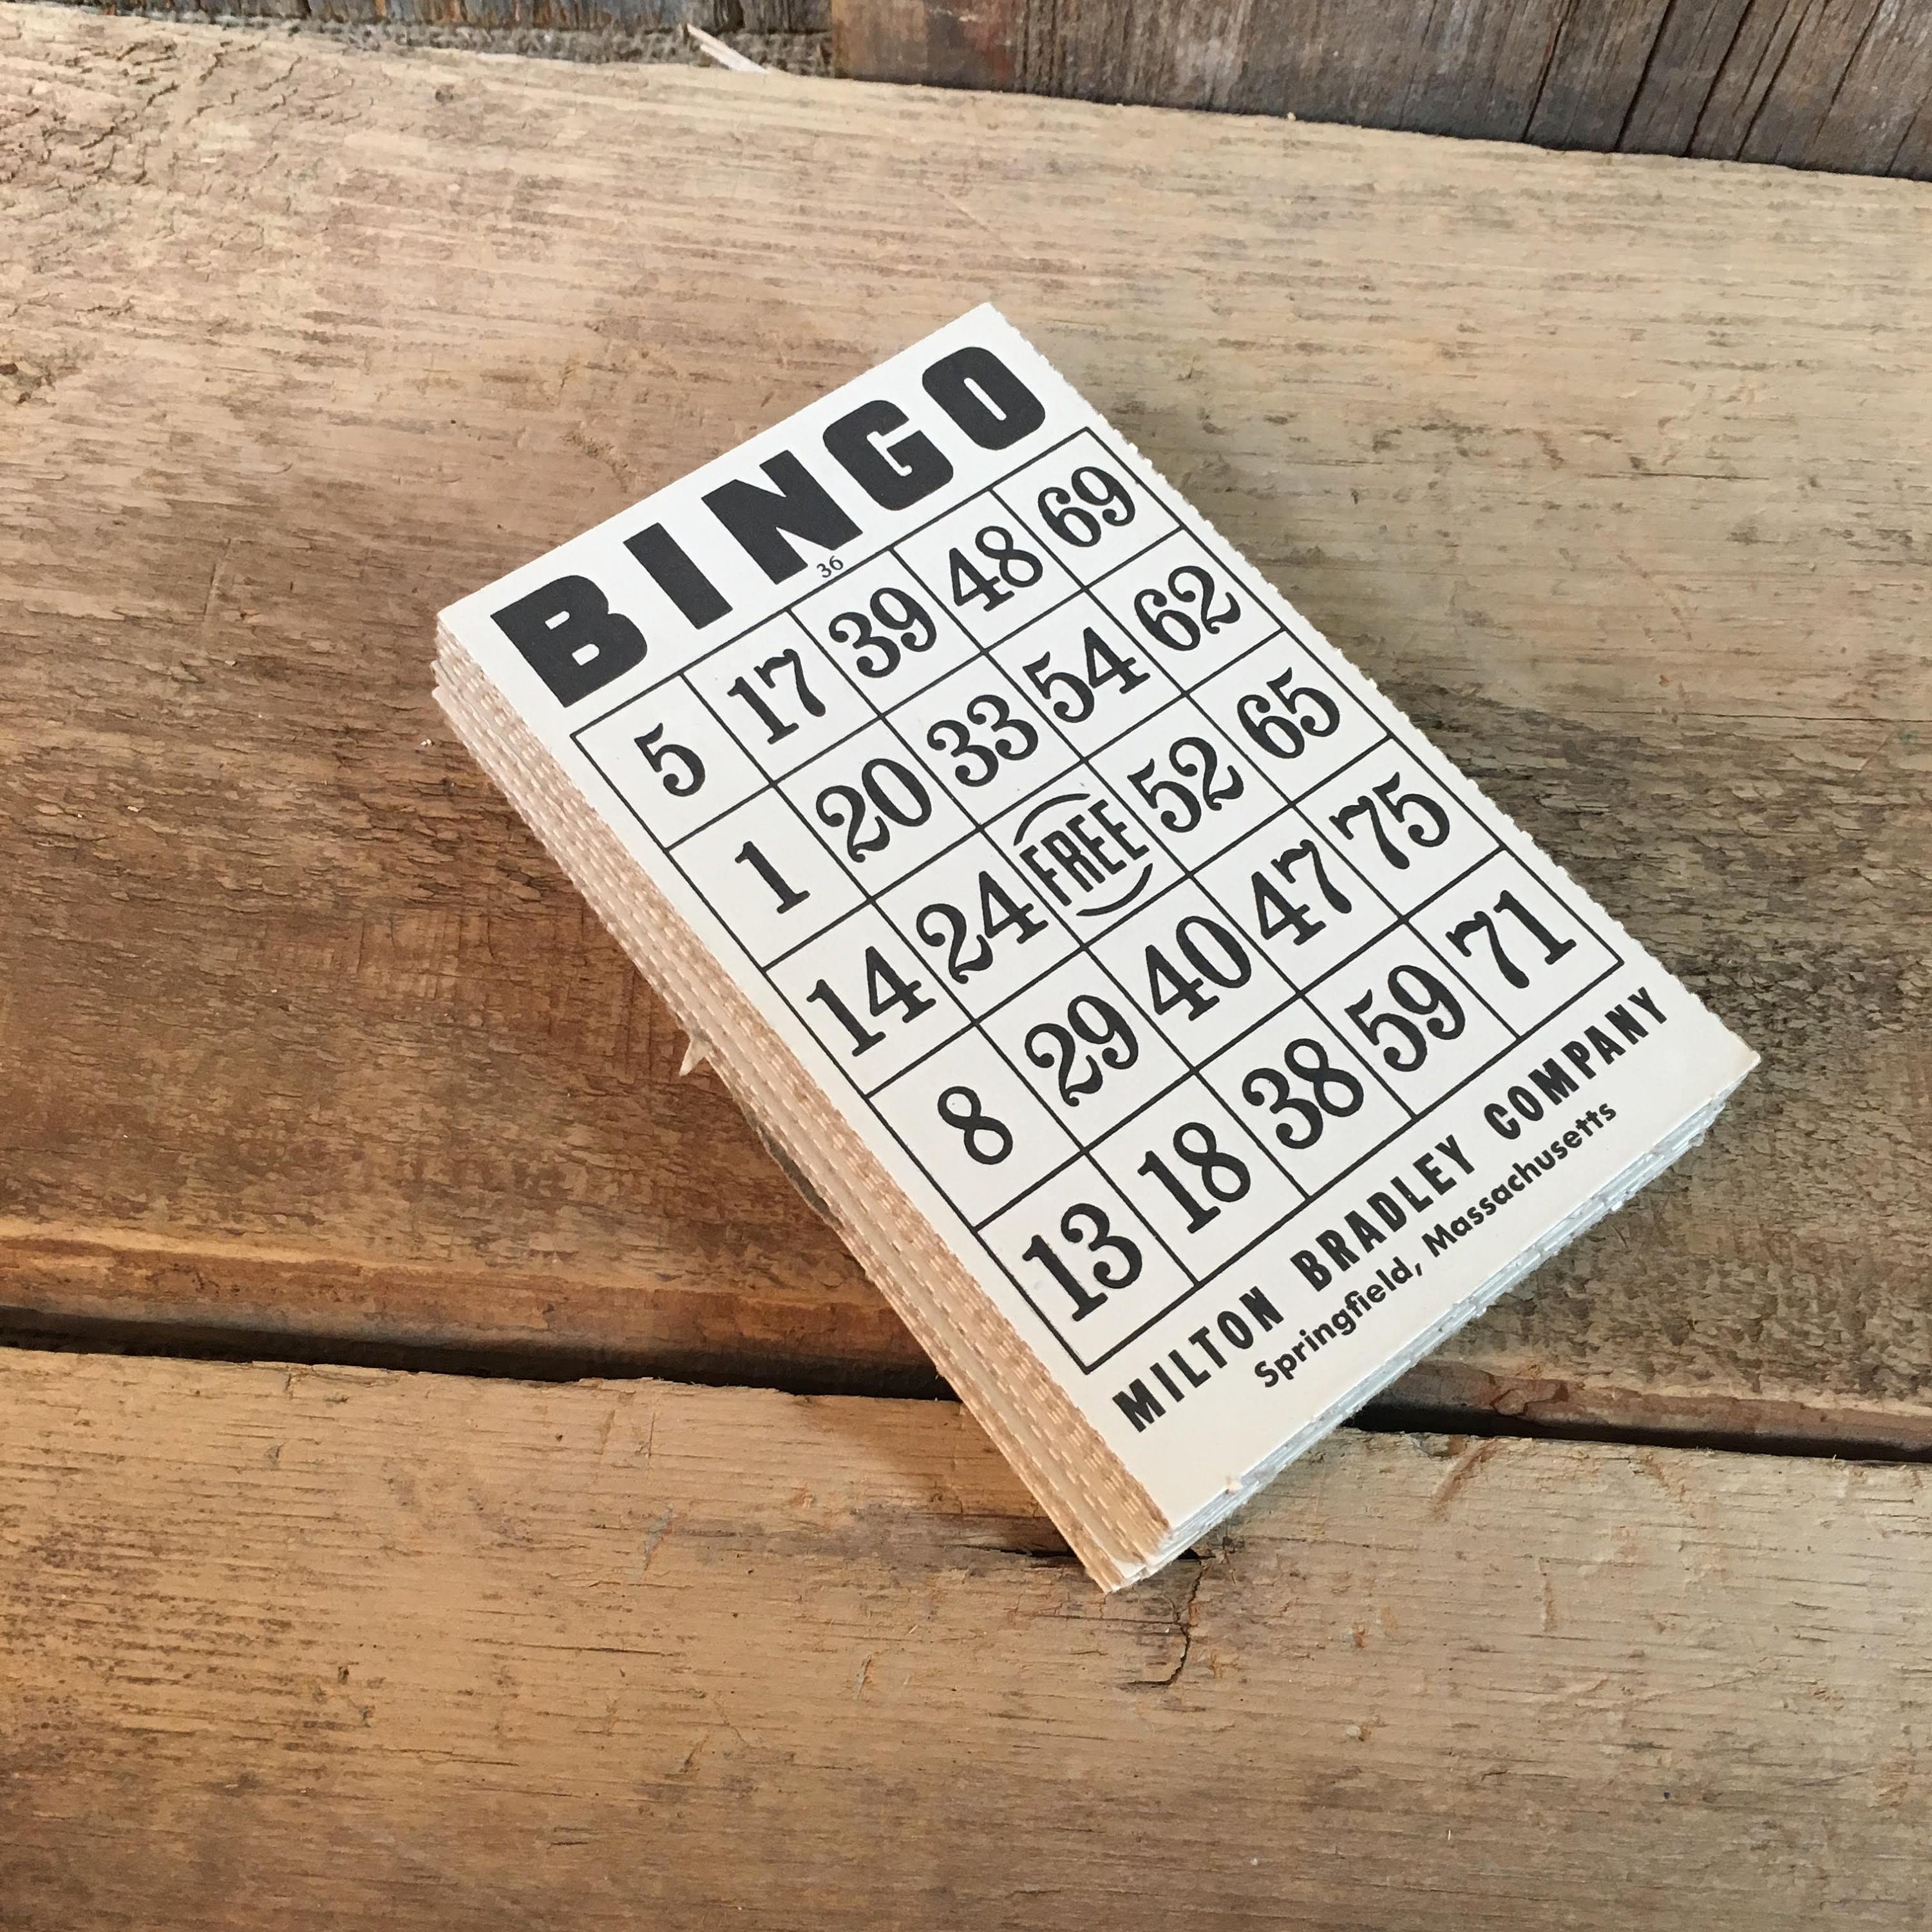 BINGO
36
5 17 39 48 69
1 20 33 54 62
14 24 FREE 52 65
8 29 40 47 75
13 18 38 59 71
MILTON BRADLEY COMPANY
Springfield, Massachusetts